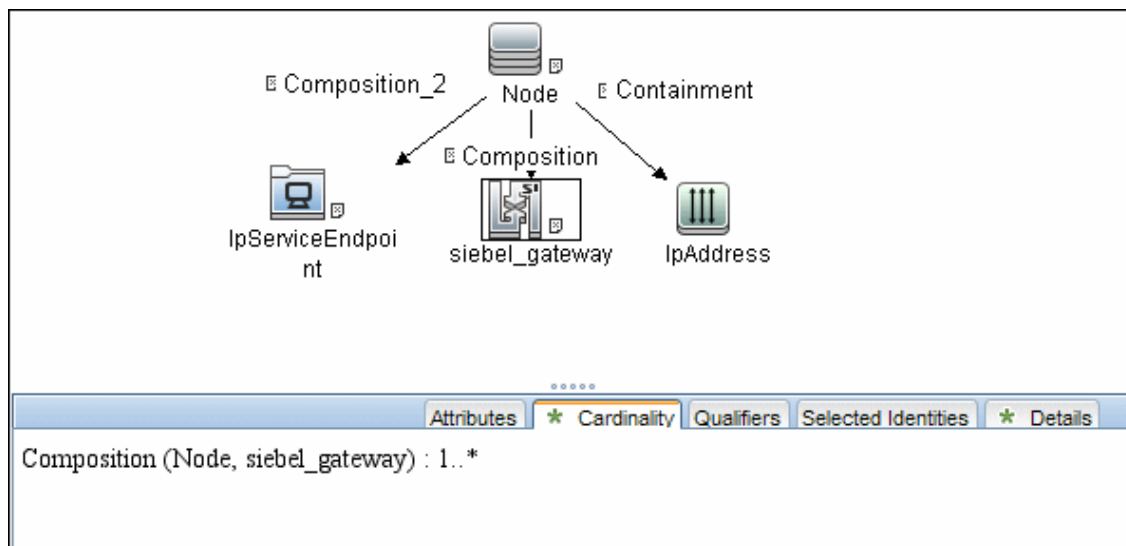 Composition_2
Node
Containment
Composition
IpServiceEndpoi
nt
siebel_gateway
IpAddress
Attributes
* Cardinality
Qualifiers
Selected Identities
* Details
Composition (Node, siebel_gateway) : 1..*